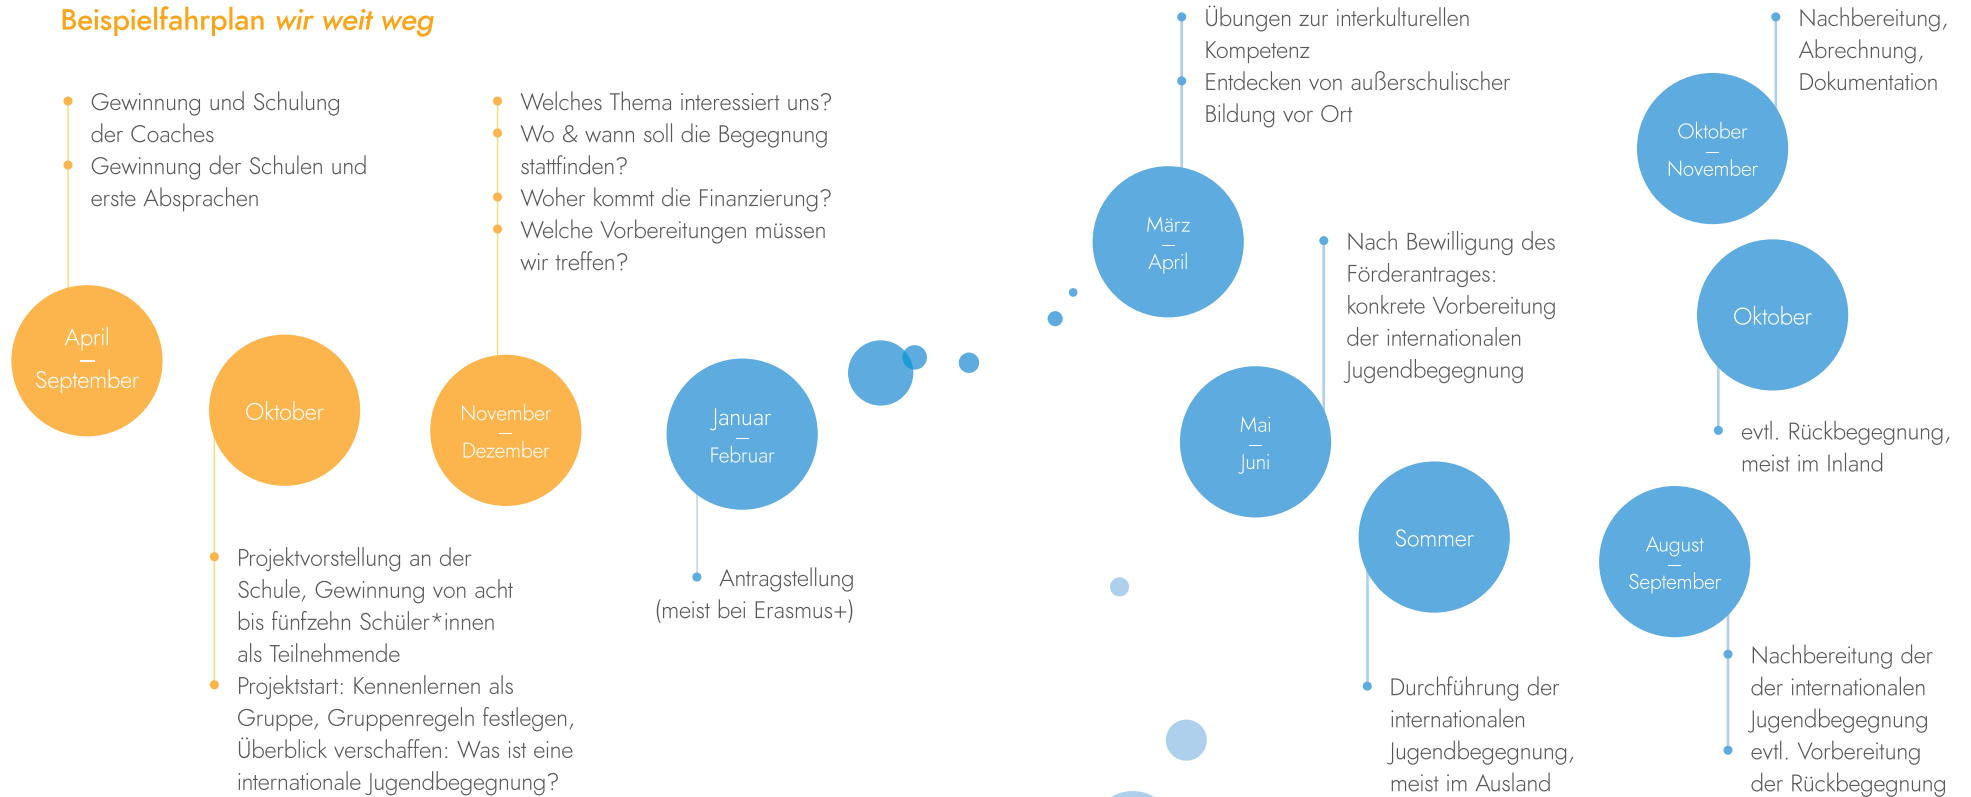 Beispielfahrplan wir weit weg
Gewinnung und Schulung
der Coaches
Gewinnung der Schulen und
erste Absprachen
April
–
September
Oktober
Projektvorstellung an der
Schule, Gewinnung von acht
bis fünfzehn Schüler*innen
als Teilnehmende
Projektstart: Kennenlernen als
Gruppe, Gruppenregeln festlegen,
Überblick verschaffen: Was ist eine
internationale Jugendbegegnung?
Welches Thema interessiert uns?
Wo & wann soll die Begegnung
stattfinden?
Woher kommt die Finanzierung?
Welche Vorbereitungen müssen
wir treffen?
November
–
Dezember
Januar
–
Februar
Antragstellung
(meist bei Erasmus+)
Übungen zur interkulturellen
Kompetenz
Entdecken von außerschulischer
Bildung vor Ort
März
–
April
Nach Bewilligung des
Förderantrages:
konkrete Vorbereitung
der internationalen
Jugendbegegnung
Mai
–
Juni
Sommer
Durchführung der
internationalen
Jugendbegegnung,
meist im Ausland
August
–
September
Nachbereitung der
der internationalen
Jugendbegegnung
evtl. Vorbereitung
der Rückbegegnung
Oktober
evtl. Rückbegegnung,
meist im Inland
Oktober
–
November
Nachbereitung,
Abrechnung,
Dokumentation